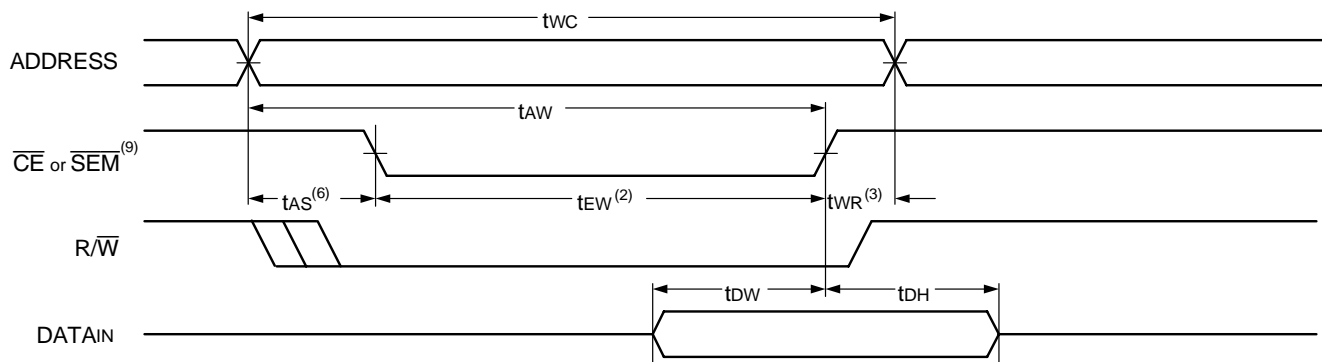 tWC
ADDRESS
tAW
CE or SEM(9)
tAS(6) tEW(2) tWR(3)
R/W
tDW tDH
DATAIN